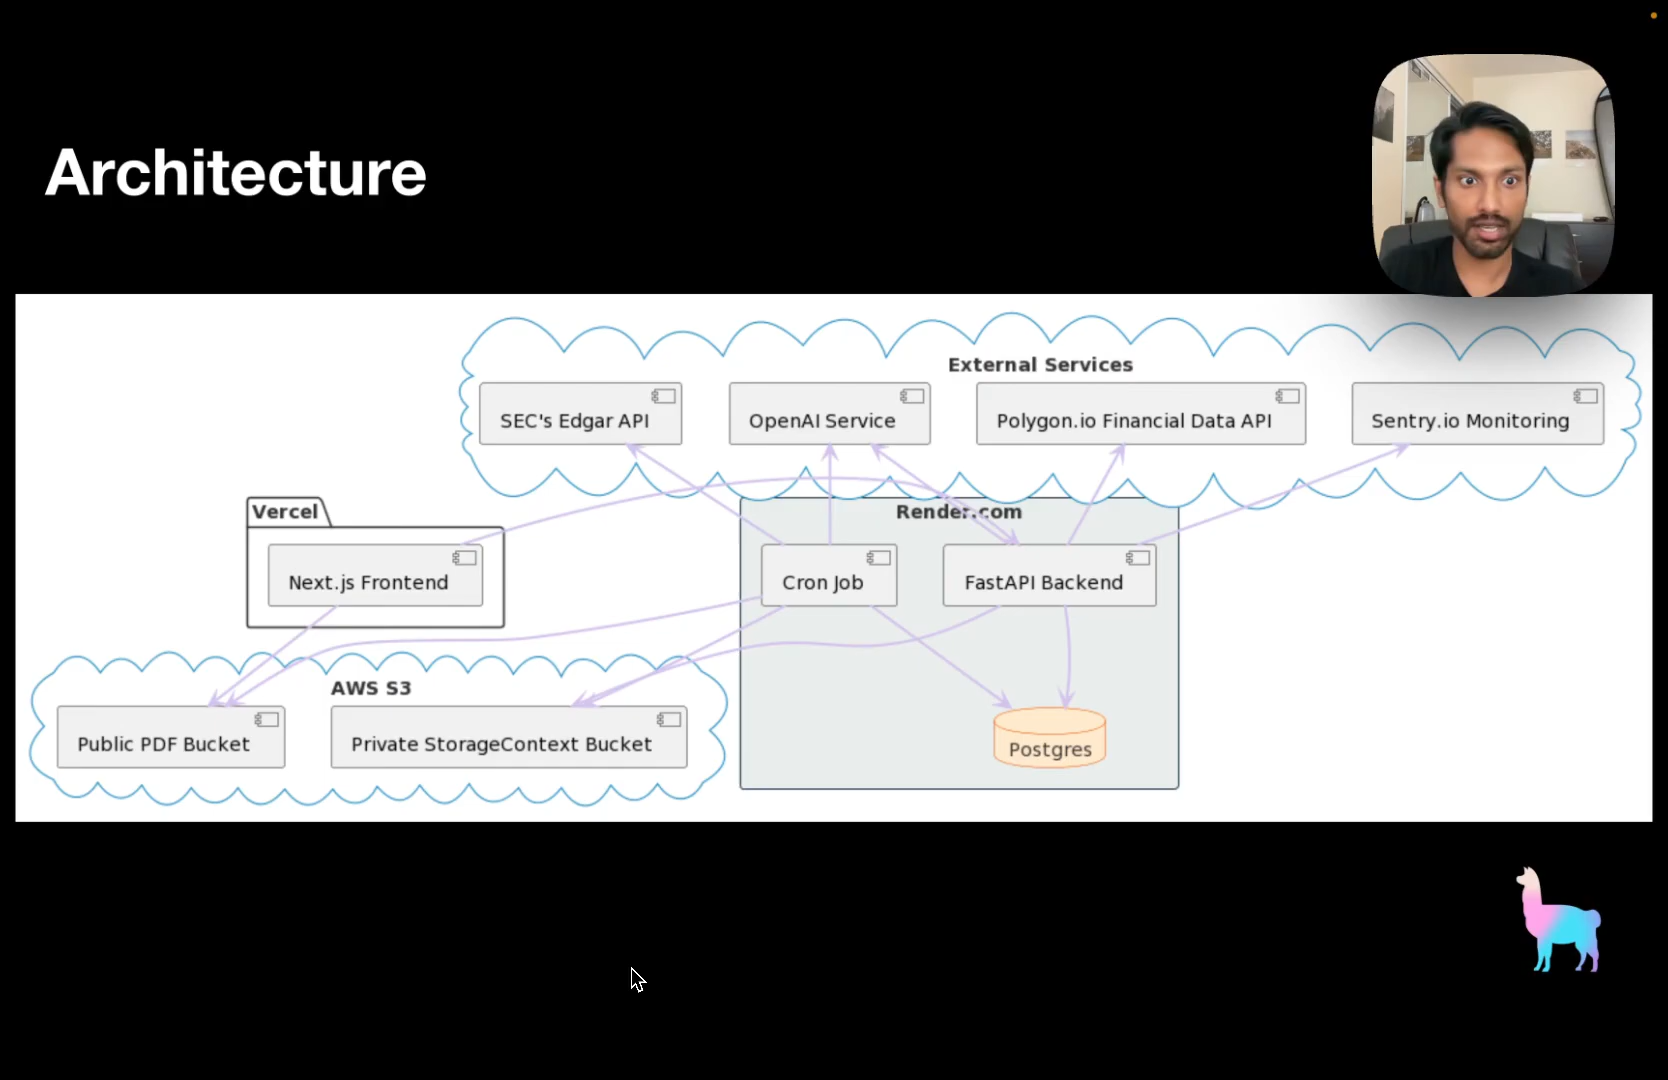 Architecture
External Services
SEC's Edgar API
OpenAI Service
Polygon.io Financial Data API
Sentry.io Monitoring
Vercel
Render.com
Next.js Frontend
Cron Job
FastAPI Backend
AWS S3
Public PDF Bucket
Private StorageContext Bucket
Postgres